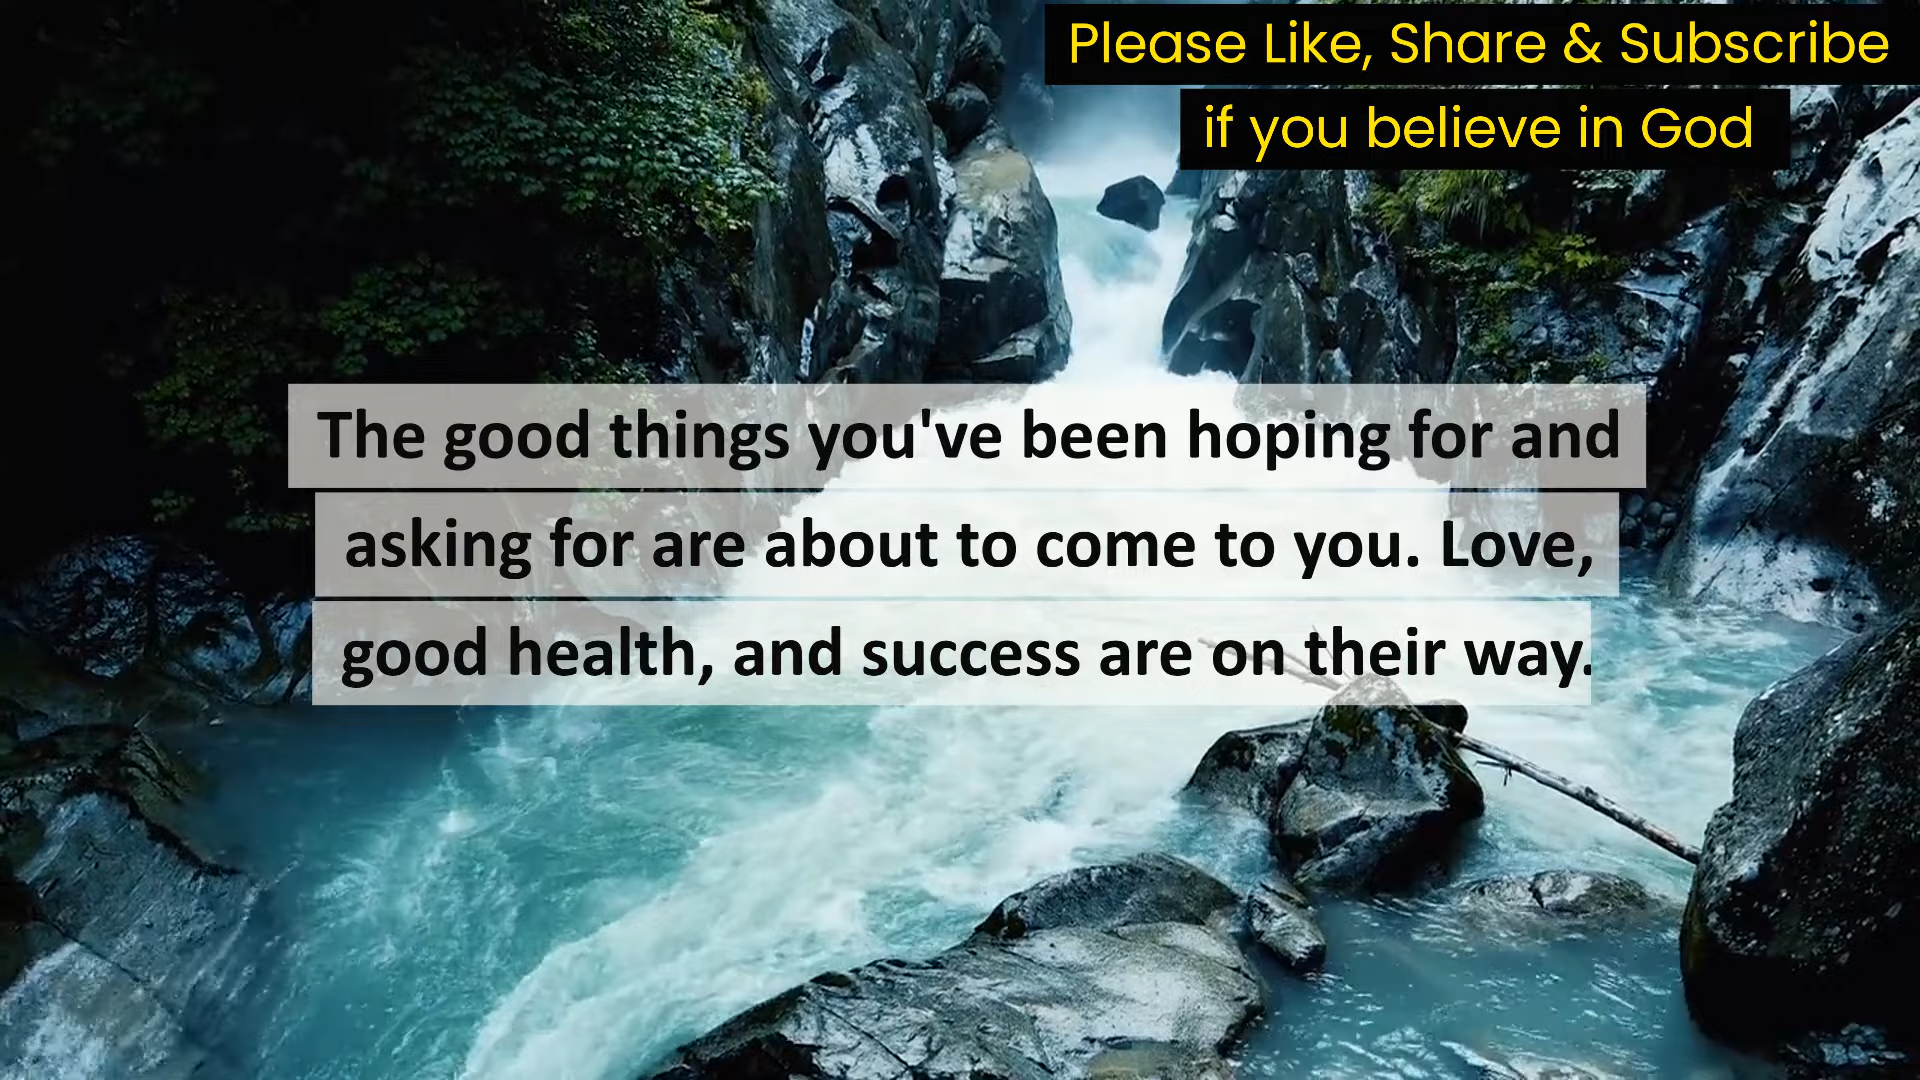 Please Like, Share & Subscribe
if you believe in God
The good things you've been hoping for and
asking for are about to come to you. Love,
good health, and success are on their way.